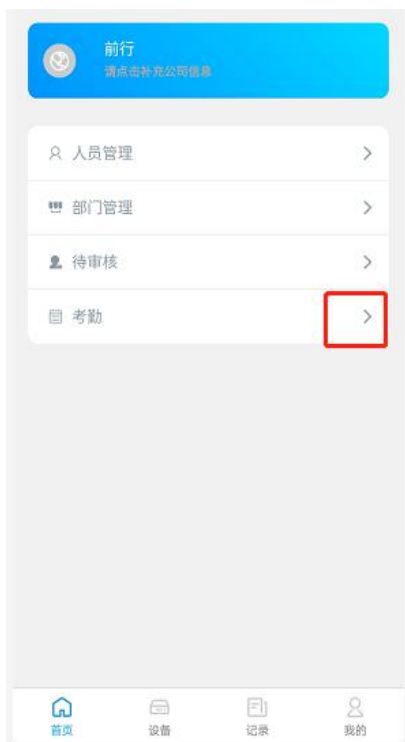 前行
请点击补充公司信息
人员管理
部门管理
待审核
考勤
首页 设备 记录 我的